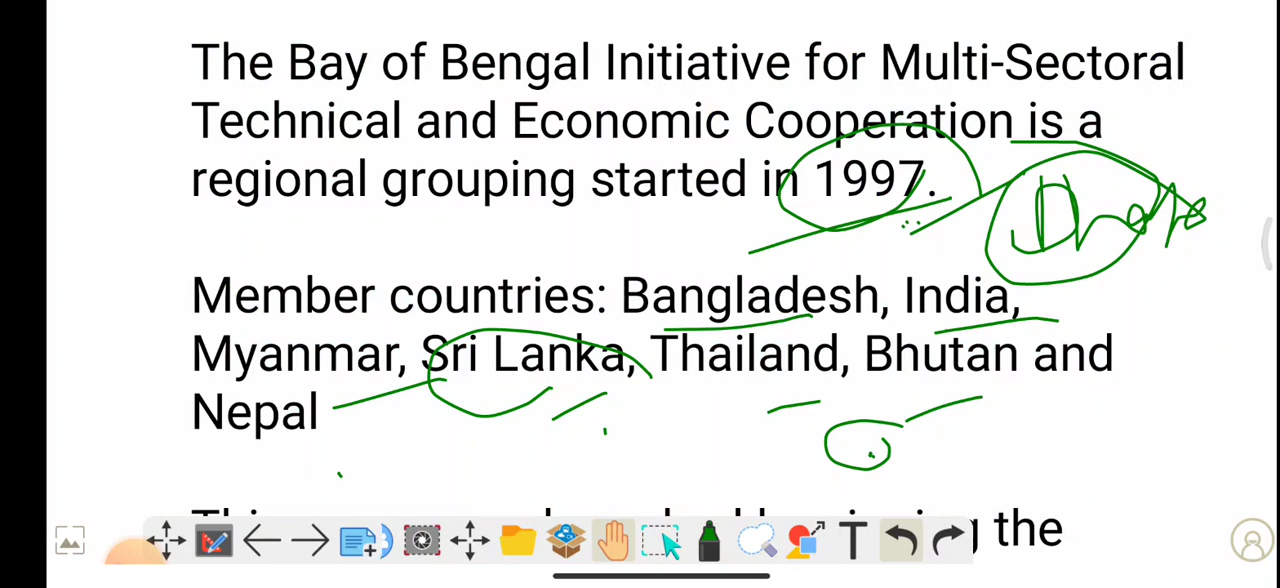 The Bay of Bengal Initiative for Multi-Sectoral
Technical and Economic Cooperation is a
regional grouping started in 1997.
Member countries: Bangladesh, India,
Myanmar, Sri Lanka, Thailand, Bhutan and
Nepal
the